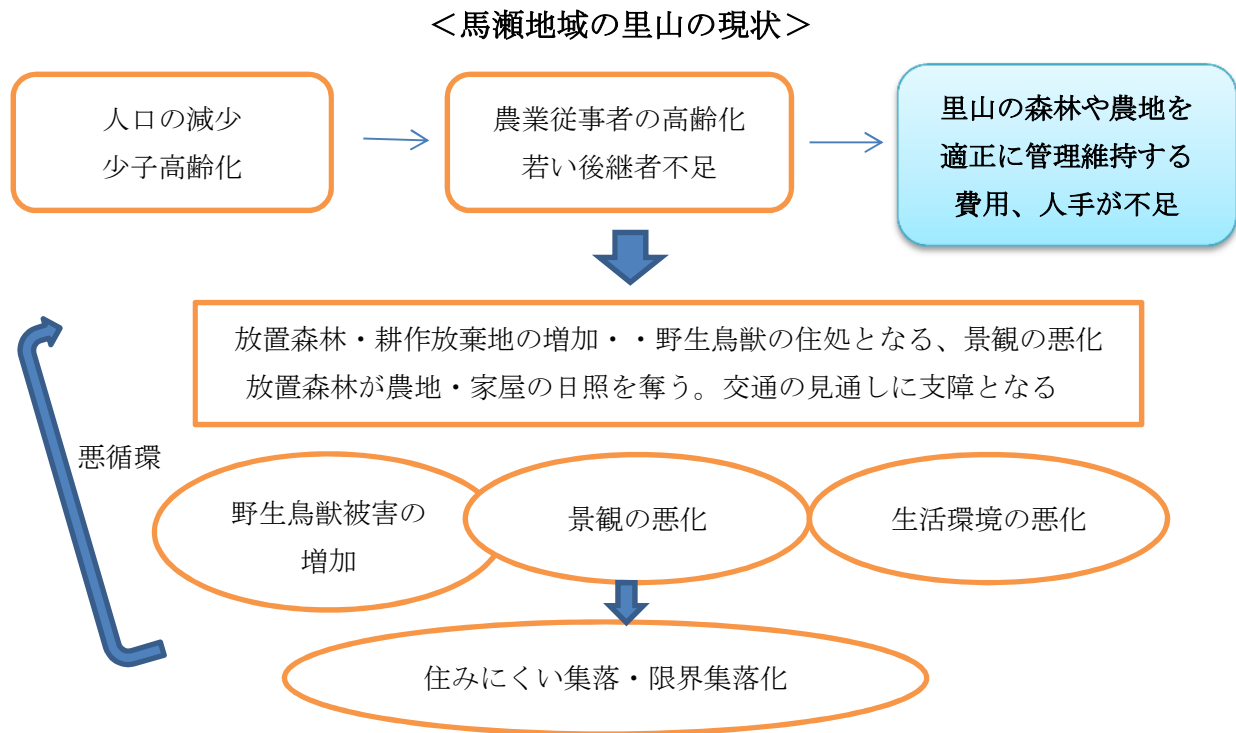 ＜馬瀬地域の里山の現状＞
人口の減少
少子高齢化
農業従事者の高齢化
若い後継者不足
里山の森林や農地を
適正に管理維持する
費用、人手が不足
放置森林・耕作放棄地の増加・・野生鳥獣の住処となる、景観の悪化
放置森林が農地・家屋の日照を奪う。交通の見通しに支障となる
悪循環
野生鳥獣被害の
増加
景観の悪化
生活環境の悪化
住みにくい集落・限界集落化